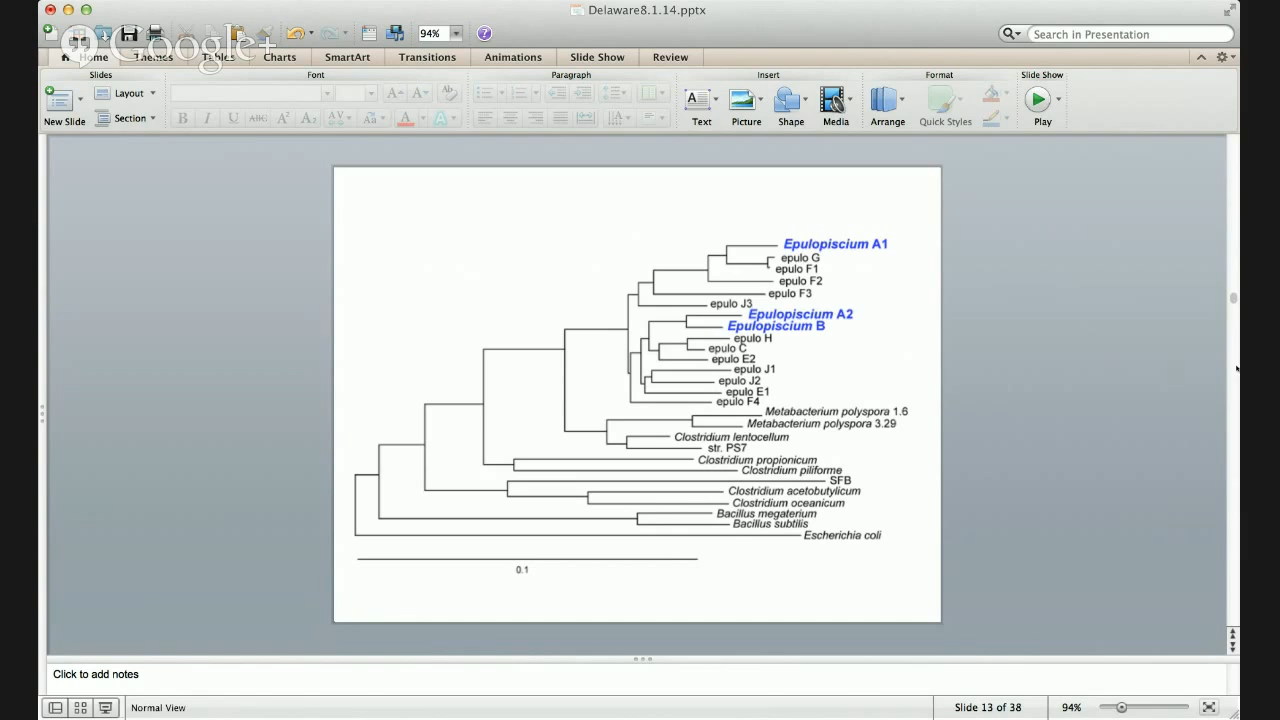 Delaware8.1.14.pptx
94%
Search in Presentation
Google+
Home Themes Tables Charts SmartArt Transitions Animations Slide Show Review
Slides Font Paragraph Insert Format Slide Show
New Slide Layout Section Text Picture Shape Media Arrange Quick Styles Play
Epulopiscium A1
epulo G
epulo F1
epulo F2
epulo F3
epulo J3
Epulopiscium A2
Epulopiscium B
epulo H
epulo C
epulo E2
epulo J1
epulo J2
epulo E1
epulo F4
Metabacterium polyspora 1.6
Metabacterium polyspora 3.29
Clostridium lentocellum
str. PS7
Clostridium propionicum
Clostridium piliforme
SFB
Clostridium acetobutylicum
Clostridium oceanicum
Bacillus megaterium
Bacillus subtilis
Escherichia coli
0.1
Click to add notes
Normal View Slide 13 of 38 94%